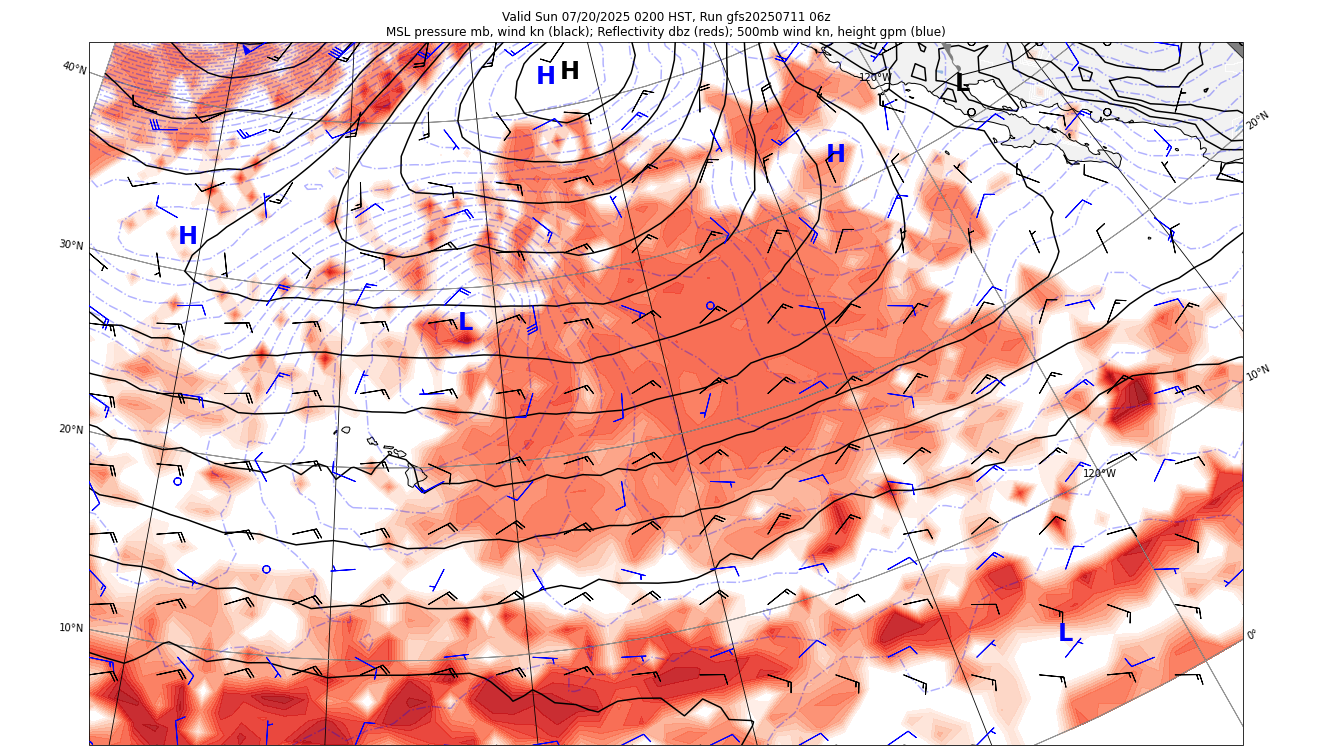 Valid Sun 07/20/2025 0200 HST, Run gfs20250711 06z
MSL pressure mb, wind kn (black); Reflectivity dbz (reds); 500mb wind kn, height gpm (blue)
40°N
H H
120°W
L
20°N
H
H
30°N
L
10°N
20°N
120°W
10°N
L
0°